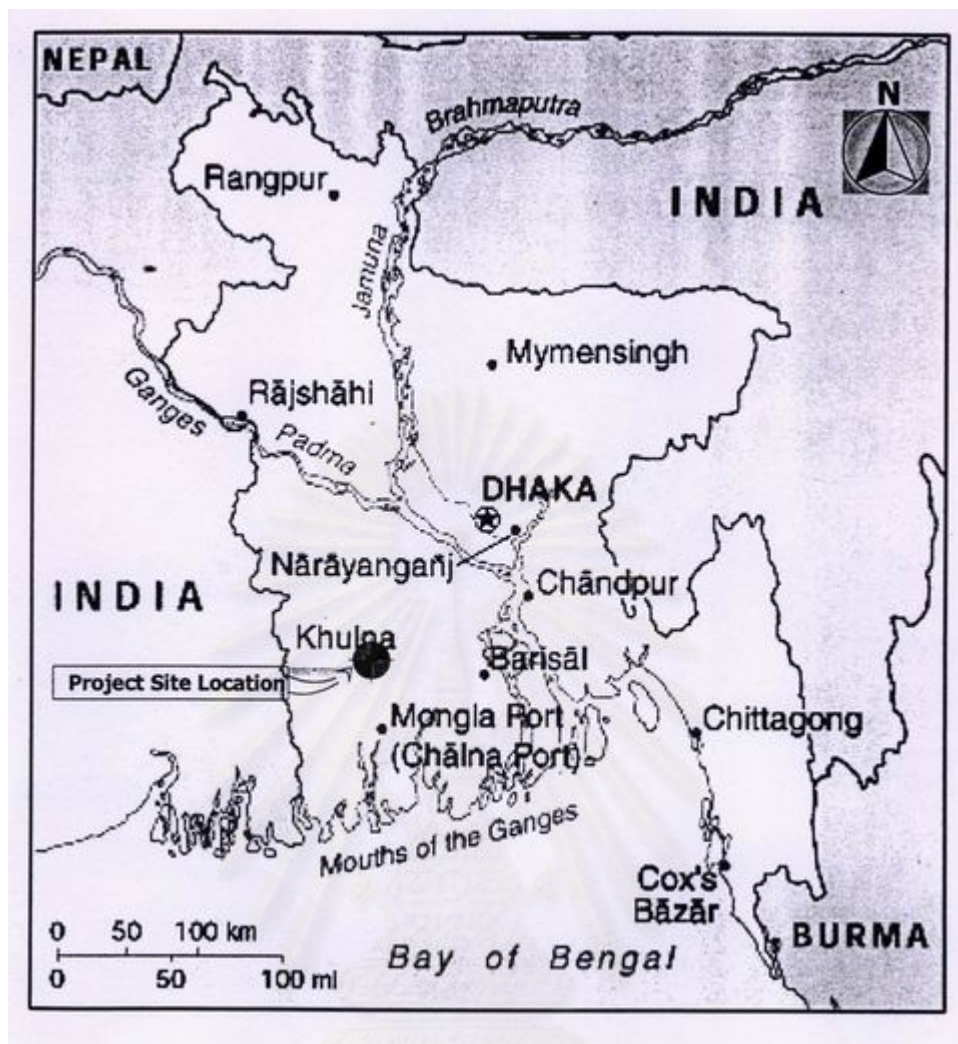 NEPAL
N
Brahmaputra
Rangpur
INDIA
Jamuna
Mymensingh
Ganges
Rājshāhi
Padma
DHAKA
Nārāyangañj
Chāndpur
INDIA
Khulna
Barisāl
Project Site Location
Mongla Port
(Chālna Port)
Chittagong
Mouths of the Ganges
Cox's
Bāzār
BURMA
0 50 100 km
0 50 100 mi
Bay of Bengal